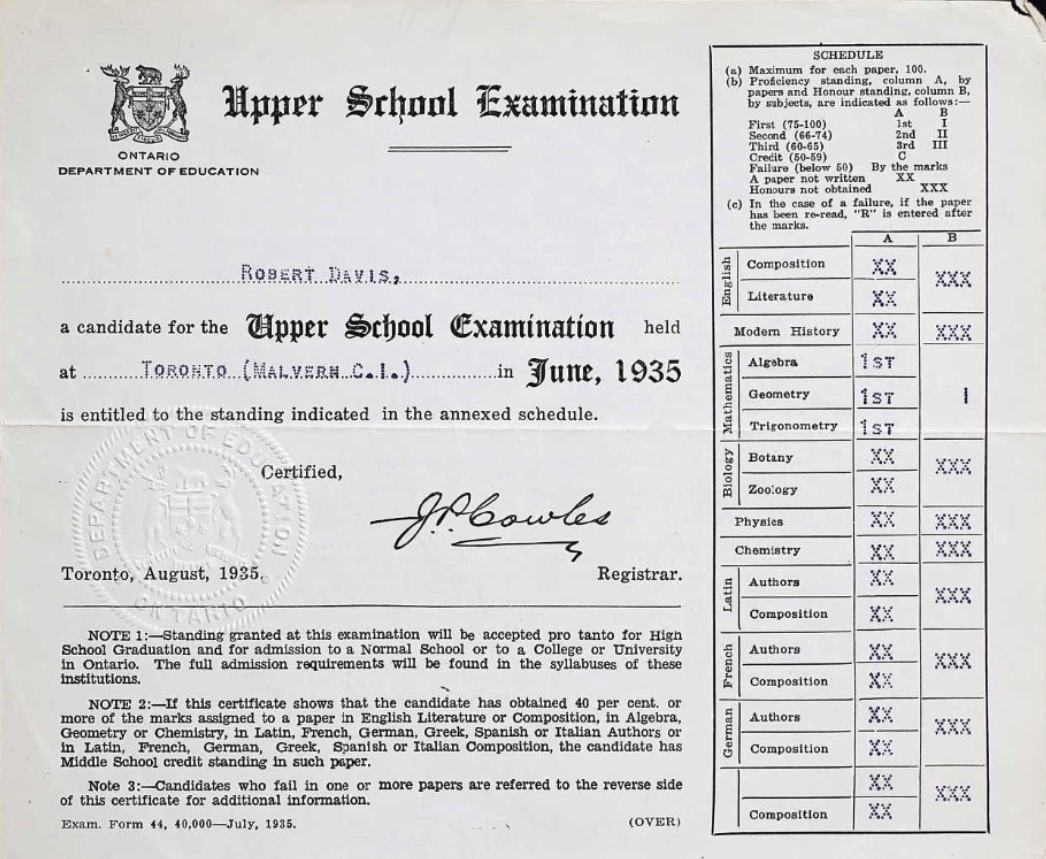 ONTARIO
DEPARTMENT OF EDUCATION
Upper School Examination
ROBERT DAVIS,
a candidate for the Upper School Examination held
at TORONTO (MALVERN C.I.) in June, 1935
is entitled to the standing indicated in the annexed schedule.
Certified,
J.P. Cowles
Toronto, August, 1935. Registrar.
DEPARTMENT OF EDUCATION
ONTARIO
NOTE 1:—Standing granted at this examination will be accepted pro tanto for High
School Graduation and for admission to a Normal School or to a College or University
in Ontario. The full admission requirements will be found in the syllabuses of these
institutions.
NOTE 2:—If this certificate shows that the candidate has obtained 40 per cent. or
more of the marks assigned to a paper in English Literature or Composition, in Algebra,
Geometry or Chemistry, in Latin, French, German, Greek, Spanish or Italian Authors or
in Latin, French, German, Greek, Spanish or Italian Composition, the candidate has
Middle School credit standing in such paper.
Note 3:—Candidates who fail in one or more papers are referred to the reverse side
of this certificate for additional information.
Exam. Form 44, 40,000—July, 1935. (OVER)
SCHEDULE
(a) Maximum for each paper, 100.
(b) Proficiency standing, column A, by
papers and Honour standing, column B,
by subjects, are indicated as follows:—
A B
First (75-100) 1st I
Second (66-74) 2nd II
Third (60-65) 3rd III
Credit (50-59) C
Failure (below 50) By the marks
A paper not written XX
Honours not obtained XXX
(c) In the case of a failure, if the paper
has been re-read, "R" is entered after
the marks.
A B
English
Composition XX
XXX
Literature XX
Modern History XX XXX
Mathematics
Algebra 1ST
Geometry 1ST I
Trigonometry 1ST
Biology
Botany XX
XXX
Zoology XX
Physics XX XXX
Chemistry XX XXX
Latin
Authors XX
XXX
Composition XX
French
Authors XX
XXX
Composition XX
German
Authors XX
XXX
Composition XX
XX
XXX
Composition XX